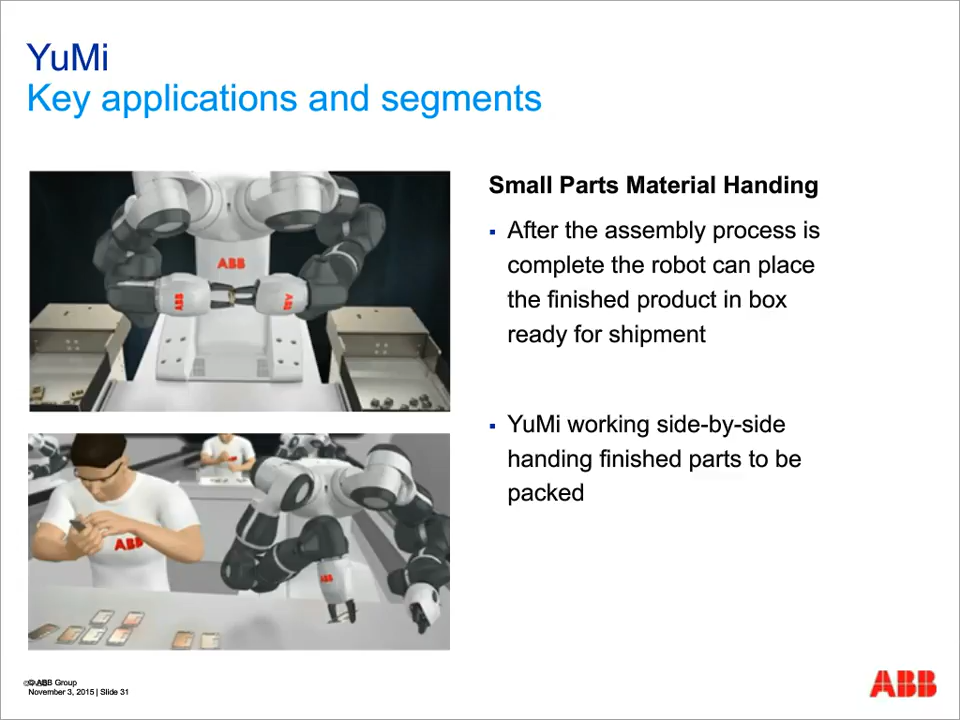 YuMi
Key applications and segments
Small Parts Material Handing
▪ After the assembly process is
complete the robot can place
the finished product in box
ready for shipment
▪ YuMi working side-by-side
handing finished parts to be
packed
ABB
ABB
ABB
ABB
ABB
© ABB Group
November 3, 2015 | Slide 31
ABB